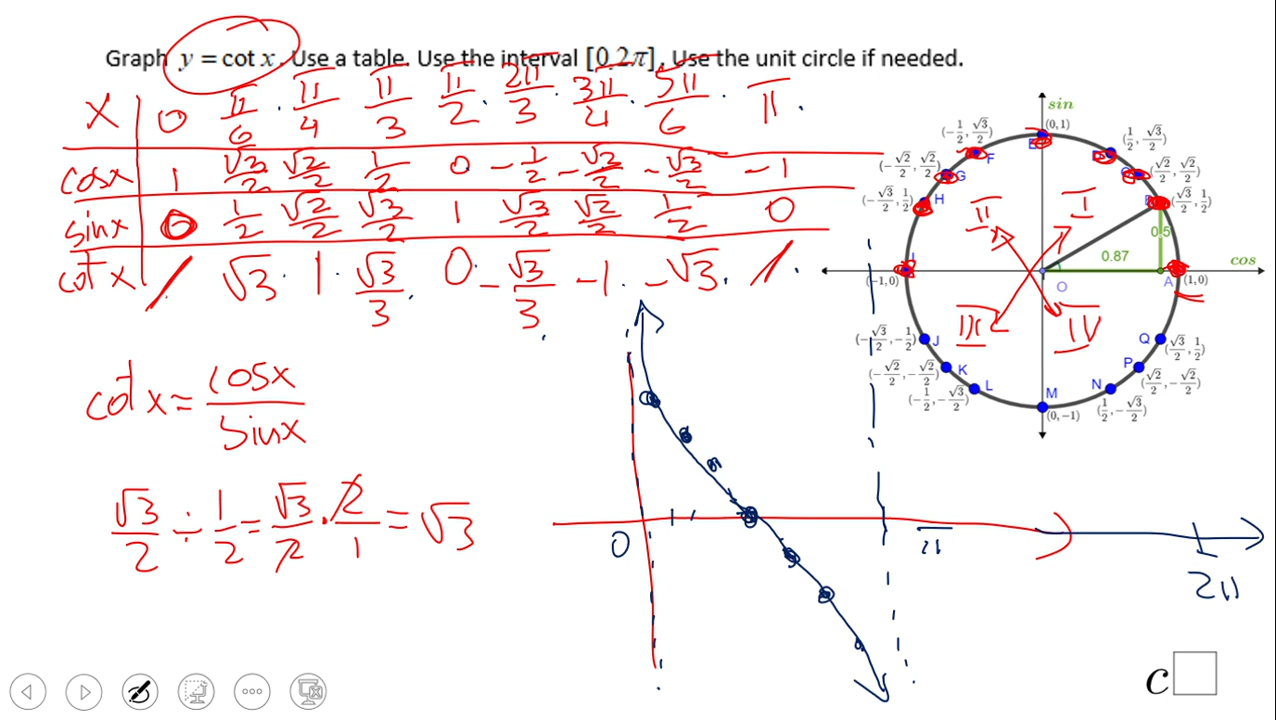 Graph y = cot x. Use a table. Use the interval [0,2π]. Use the unit circle if needed.
x 0 π/6 π/4 π/3 π/2 2π/3 3π/4 5π/6 π
cosx 1 √3/2 √2/2 1/2 0 -1/2 -√2/2 -√3/2 -1
sinx 0 1/2 √2/2 √3/2 1 √3/2 √2/2 1/2 0
cot x / √3 1 √3/3 0 -√3/3 -1 -√3 /
cot x = cosx/sinx
√3/2 ÷ 1/2 = √3/2 · 2/1 = √3
sin
(0,1)
E
(-1/2, √3/2) F
D (1/2, √3/2)
(-√2/2, √2/2) G
C (√2/2, √2/2)
(-√3/2, 1/2) H
B (√3/2, 1/2)
II I
0.5
0.87
cos
I (-1,0)
O
A (1,0)
III IV
(-√3/2, -1/2) J
Q (√3/2, 1/2)
(-√2/2, -√2/2) K
P (√2/2, -√2/2)
(-1/2, -√3/2) L
N (1/2, -√3/2)
M
(0,-1)
0 π 2π
c